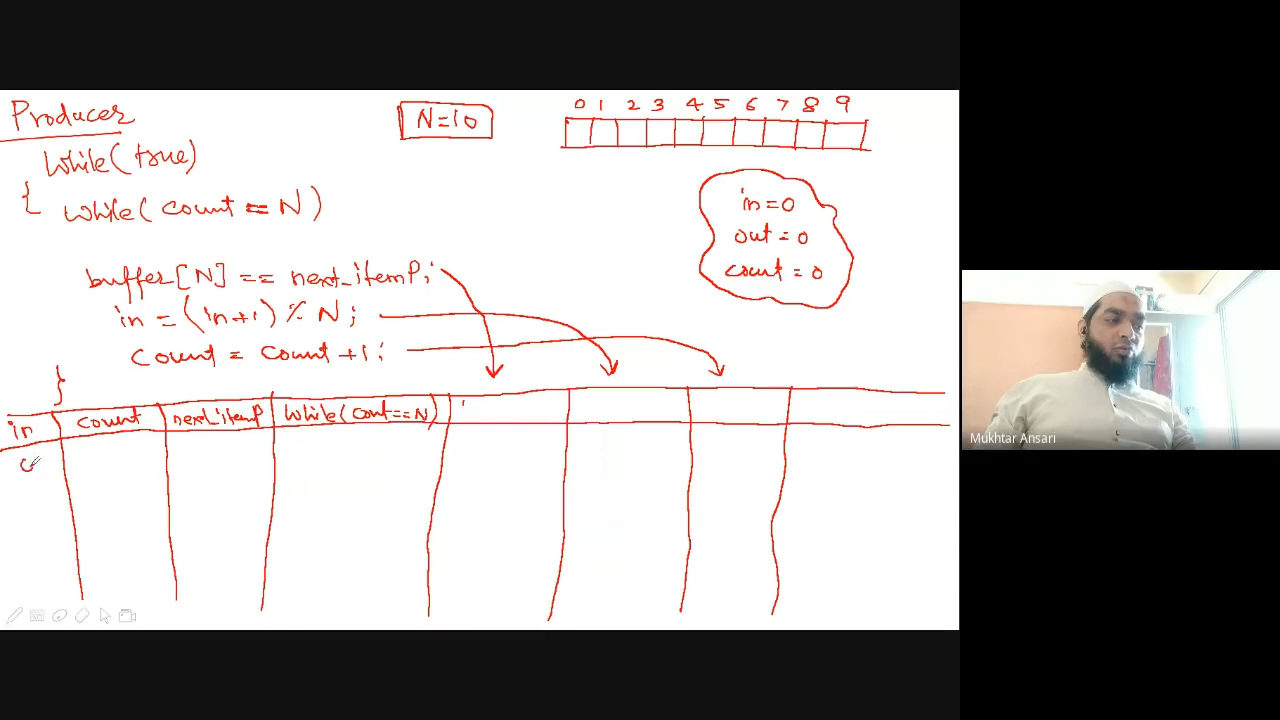 Producer
N=10
0 1 2 3 4 5 6 7 8 9
while(true)
{ while(count == N)
in=0
out=0
count=0
buffer[N] == next_itemP;
in = (in+1) % N;
count = count +1;
}
in count next_itemP while(cont==N)
Mukhtar Ansari